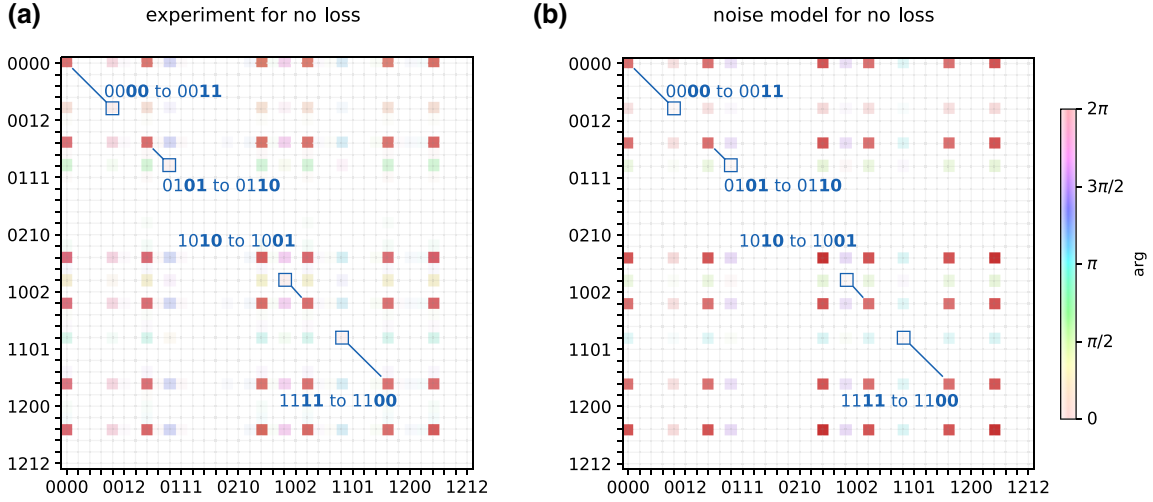 (a) experiment for no loss
0000
0012
0111
0210
1002
1101
1200
1212
0000 to 0011
0101 to 0110
1010 to 1001
1111 to 1100
0000 0012 0111 0210 1002 1101 1200 1212
(b) noise model for no loss
0000
0012
0111
0210
1002
1101
1200
1212
0000 to 0011
0101 to 0110
1010 to 1001
1111 to 1100
0000 0012 0111 0210 1002 1101 1200 1212
2π
3π/2
π
π/2
0
arg